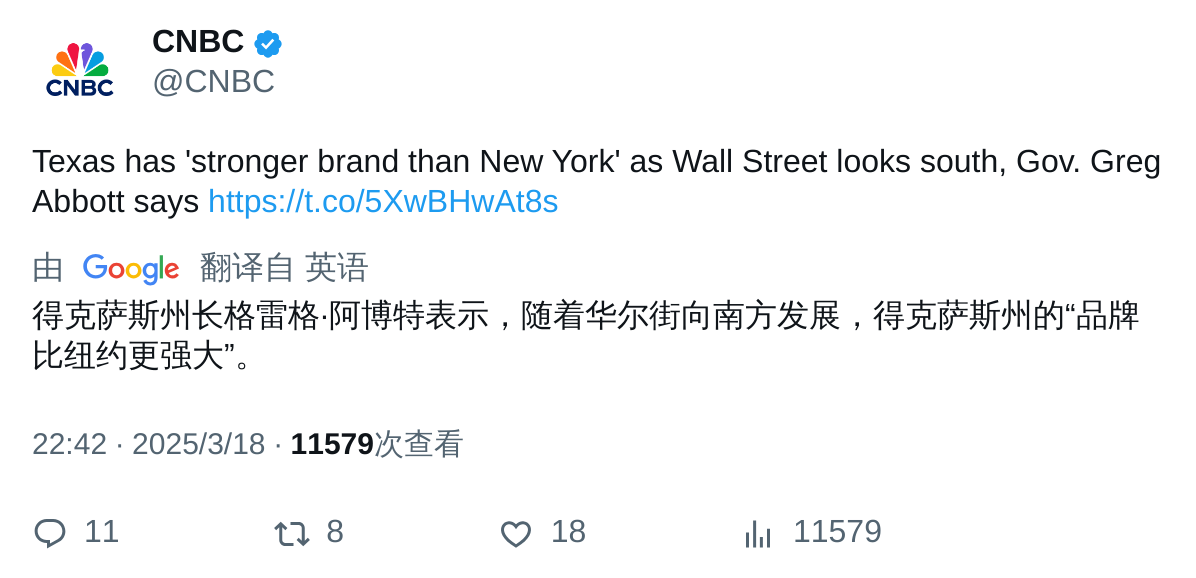 CNBC
CNBC
@CNBC
Texas has 'stronger brand than New York' as Wall Street looks south, Gov. Greg
Abbott says https://t.co/5XwBHwAt8s
由 Google 翻译自 英语
得克萨斯州长格雷格·阿博特表示，随着华尔街向南方发展，得克萨斯州的“品牌
比纽约更强大”。
22:42 · 2025/3/18 · 11579次查看
11 8 18 11579